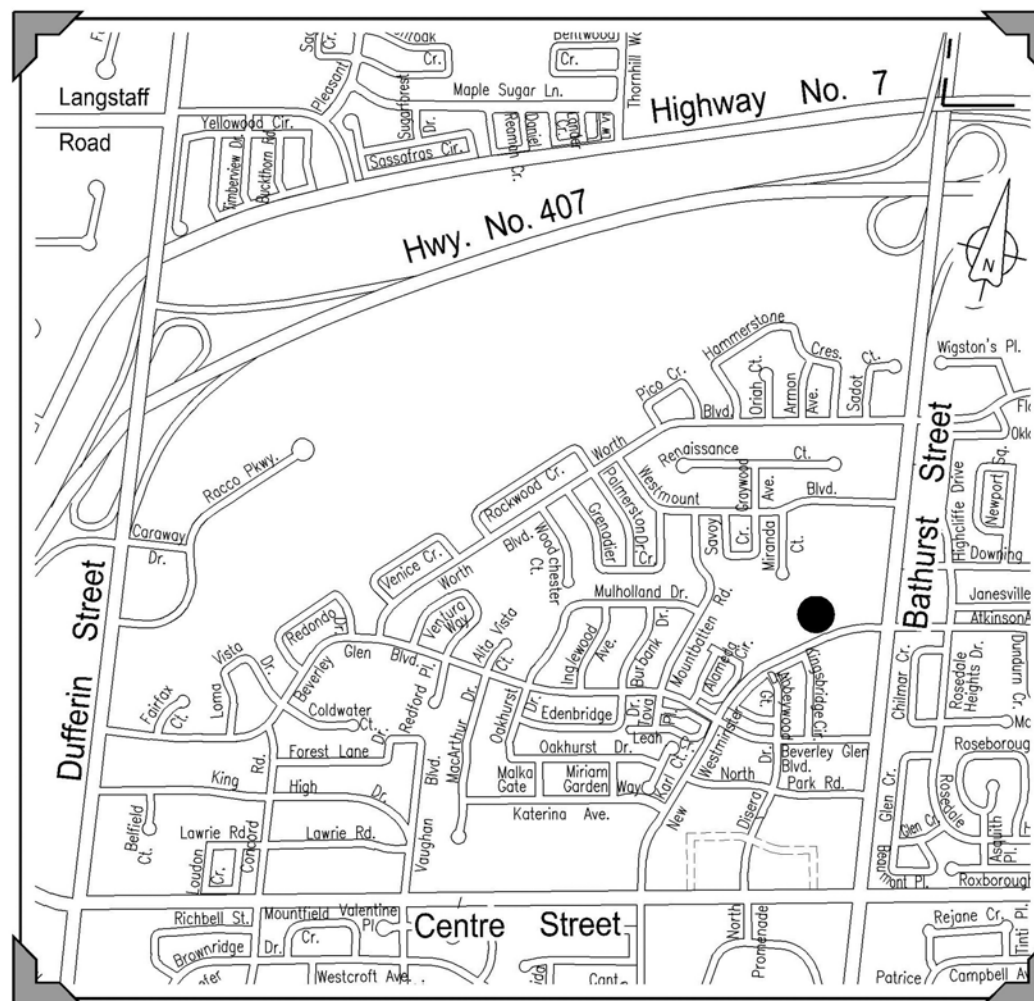 Pleasant
Cr.
Cr.
Bentwood
Cr.
Langstaff
Road
Maple Sugar Ln.
Sugarforest
Dr.
Reaman Cr.
Daniel
Highway No. 7
Yellowood Cir.
Timberview Dr.
Buckthorn Rd.
Sassafras Cir.
Hwy. No. 407
N
Hammerstone
Cres.
Pico Cr.
Blvd.
Oriah Ct.
Armon
Ave.
Sadot
Ct.
Wigston's Pl.
Racco Pkwy.
Rockwood Cr.
Worth
Renaissance
Ct.
Westmount
Blvd.
Graywood
Ave.
Palmerston
Dr.
Cr.
Grenadier
Blvd.
Woodchester
Ct.
Savoy
Cr.
Miranda
Ct.
Newport
Sq.
Highcliffe Drive
Downing
Bathurst Street
Caraway
Dr.
Venice Cr.
Worth
Mulholland Dr.
Janesville
Atkinson
Dufferin Street
Redondo
Dr.
Ventura
Way
Alta Vista
Ct.
Inglewood
Ave.
Burbank
Dr.
Mountbatten
Rd.
Alameda
Cir.
Kingsbridge Cir.
Abbeywood
Gt.
Chilmar Cr.
Rosedale
Heights Dr.
Dundurn Cr.
Vista
Loma
Dr.
Beverley
Glen
Blvd.
Redford Pl.
Fairfax
Ct.
Coldwater
Ct.
MacArthur
Dr.
Oakhurst
Dr.
Edenbridge
Dr.
Tova
Pl.
Leah
Oakhurst Dr.
Forest Lane
Dr.
Westminster
Dr.
Beverley Glen
Blvd.
King
High
Dr.
Rd.
Blvd.
Malka
Gate
Miriam
Garden
Way
Karl Ct.
North
Park Rd.
Katerina Ave.
New
Disera
Glen Cr.
Roseborough
Rosedale
Glen Cr.
Asquith
Pl.
Belfield
Ct.
Lawrie Rd.
Concord
Lawrie Rd.
Vaughan
Loudon
Cr.
Roxborough
Richbell St.
Mountfield
Valentine
Pl
Centre Street
North
Promenade
Rejane Cr.
Tinti Pl.
Brownridge
Dr.
Cr.
Westcroft Ave.
Patrice
Campbell Av